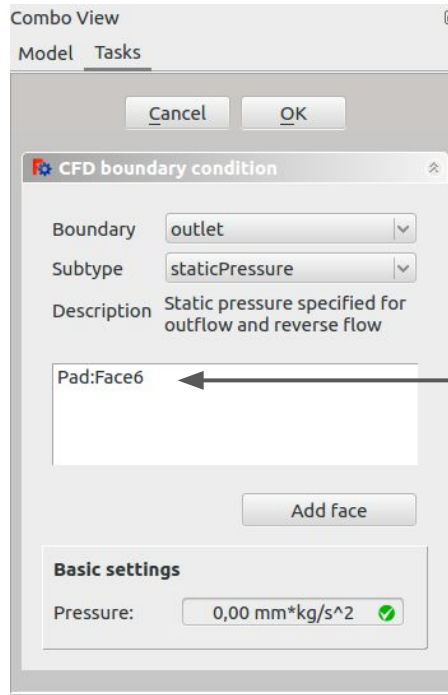 Combo View
Model Tasks
Cancel OK
CFD boundary condition
Boundary outlet
Subtype staticPressure
Description Static pressure specified for
outflow and reverse flow
Pad:Face6
Add face
Basic settings
Pressure: 0,00 mm*kg/s^2